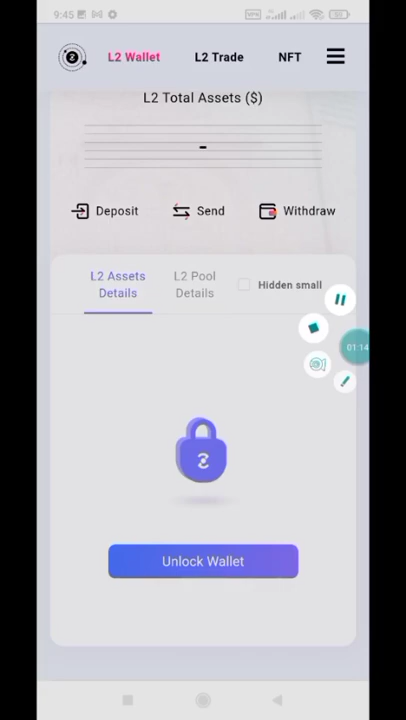 9:45
VPN
L2 Wallet L2 Trade NFT
L2 Total Assets ($)
-
Deposit Send Withdraw
L2 Assets Details
L2 Pool Details
Hidden small
01:14
Unlock Wallet